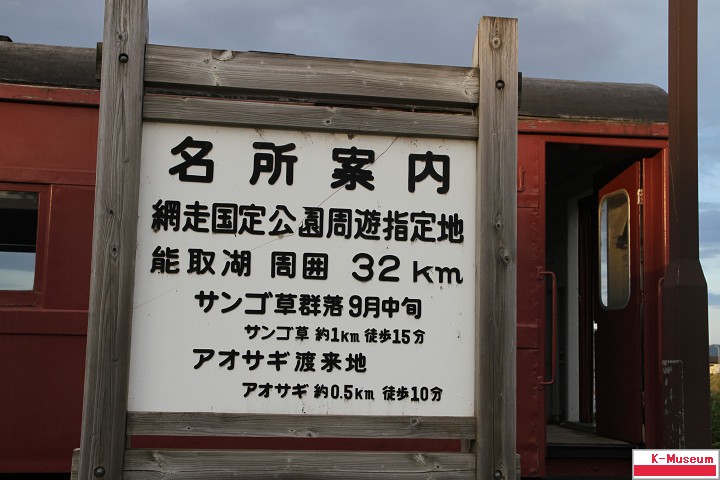 名所案内
網走国定公園周遊指定地
能取湖 周囲 32km
サンゴ草群落9月中旬
サンゴ草 約1km 徒歩15分
アオサギ渡来地
アオサギ 約0.5km 徒歩10分
K-Museum